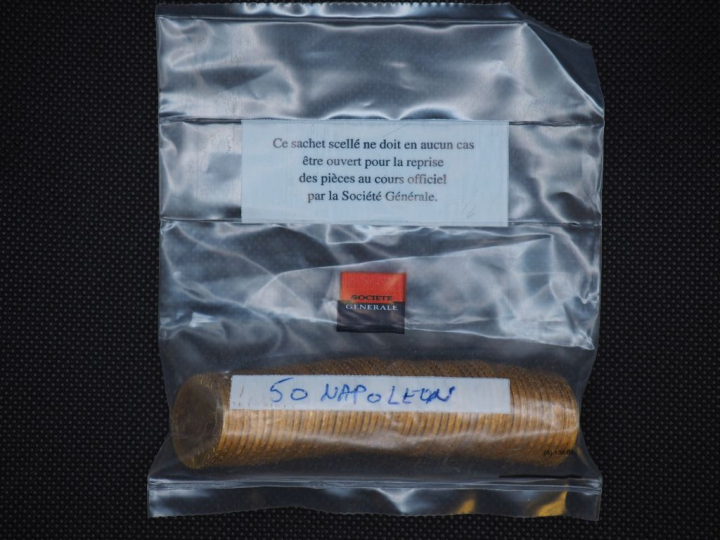 Ce sachet scellé ne doit en aucun cas
être ouvert pour la reprise
des pièces au cours officiel
par la Société Générale.
SOCIETE
GENERALE
50 NAPOLEON